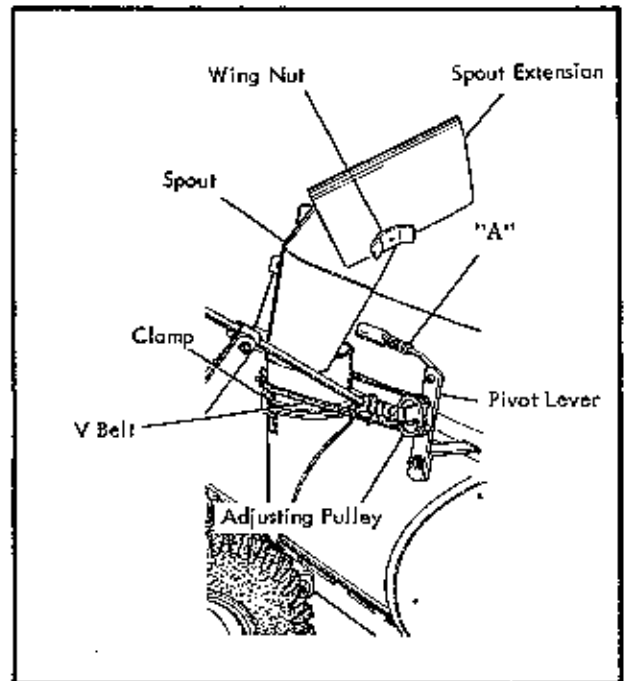 Wing Nut
Spout Extension
Spout
"A"
Clamp
Pivot Lever
V Belt
Adjusting Pulley